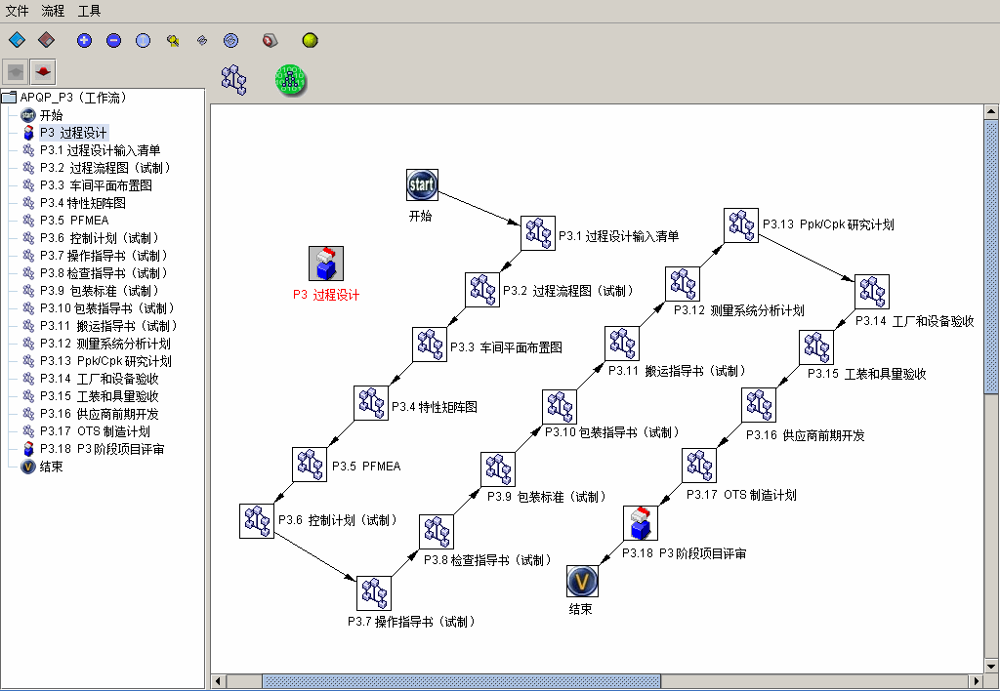 文件 流程 工具
APQP_P3（工作流）
开始
P3 过程设计
P3.1 过程设计输入清单
P3.2 过程流程图（试制）
P3.3 车间平面布置图
P3.4 特性矩阵图
P3.5 PFMEA
P3.6 控制计划（试制）
P3.7 操作指导书（试制）
P3.8 检查指导书（试制）
P3.9 包装标准（试制）
P3.10 包装指导书（试制）
P3.11 搬运指导书（试制）
P3.12 测量系统分析计划
P3.13 Ppk/Cpk 研究计划
P3.14 工厂和设备验收
P3.15 工装和具量验收
P3.16 供应商前期开发
P3.17 OTS 制造计划
P3.18 P3 阶段项目评审
结束
start
开始
P3 过程设计
P3.1 过程设计输入清单
P3.2 过程流程图（试制）
P3.3 车间平面布置图
P3.4 特性矩阵图
P3.5 PFMEA
P3.6 控制计划（试制）
P3.7 操作指导书（试制）
P3.8 检查指导书（试制）
P3.9 包装标准（试制）
P3.10 包装指导书（试制）
P3.11 搬运指导书（试制）
P3.12 测量系统分析计划
P3.13 Ppk/Cpk 研究计划
P3.14 工厂和设备验收
P3.15 工装和具量验收
P3.16 供应商前期开发
P3.17 OTS 制造计划
P3.18 P3 阶段项目评审
V
结束